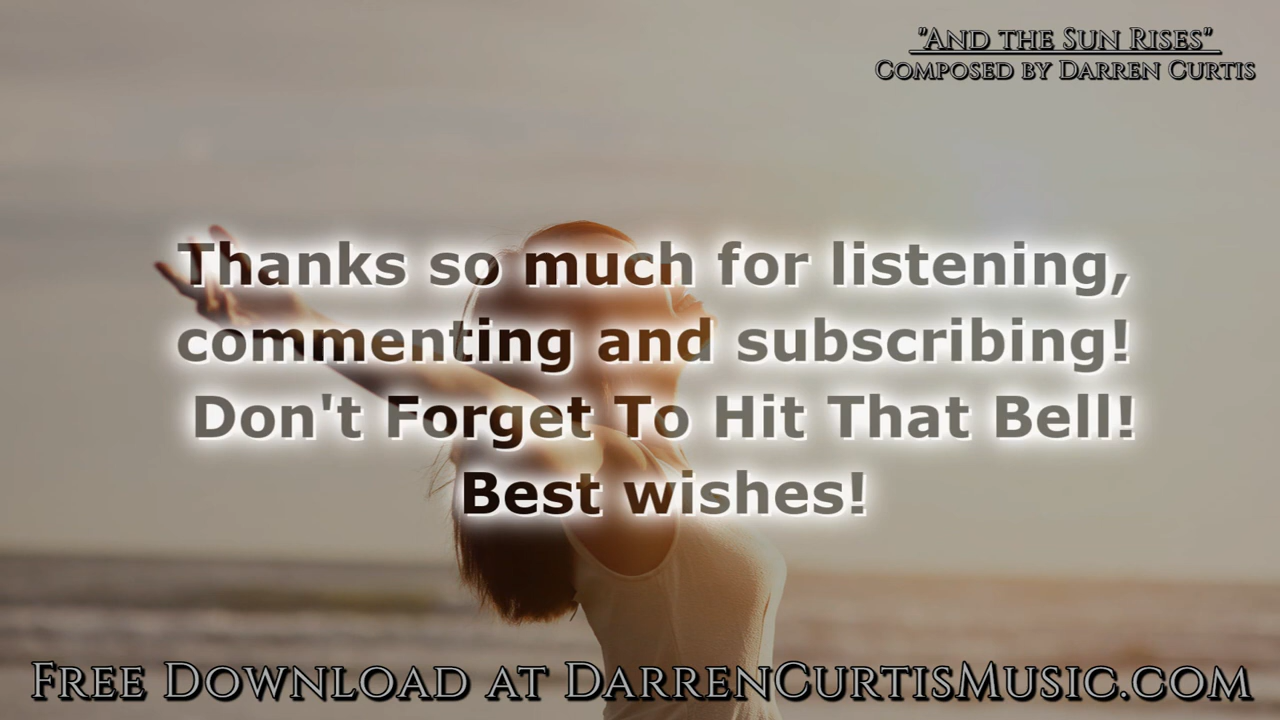 "And the Sun Rises"
Composed by Darren Curtis
Thanks so much for listening,
commenting and subscribing!
Don't Forget To Hit That Bell!
Best wishes!
Free Download at DarrenCurtisMusic.com